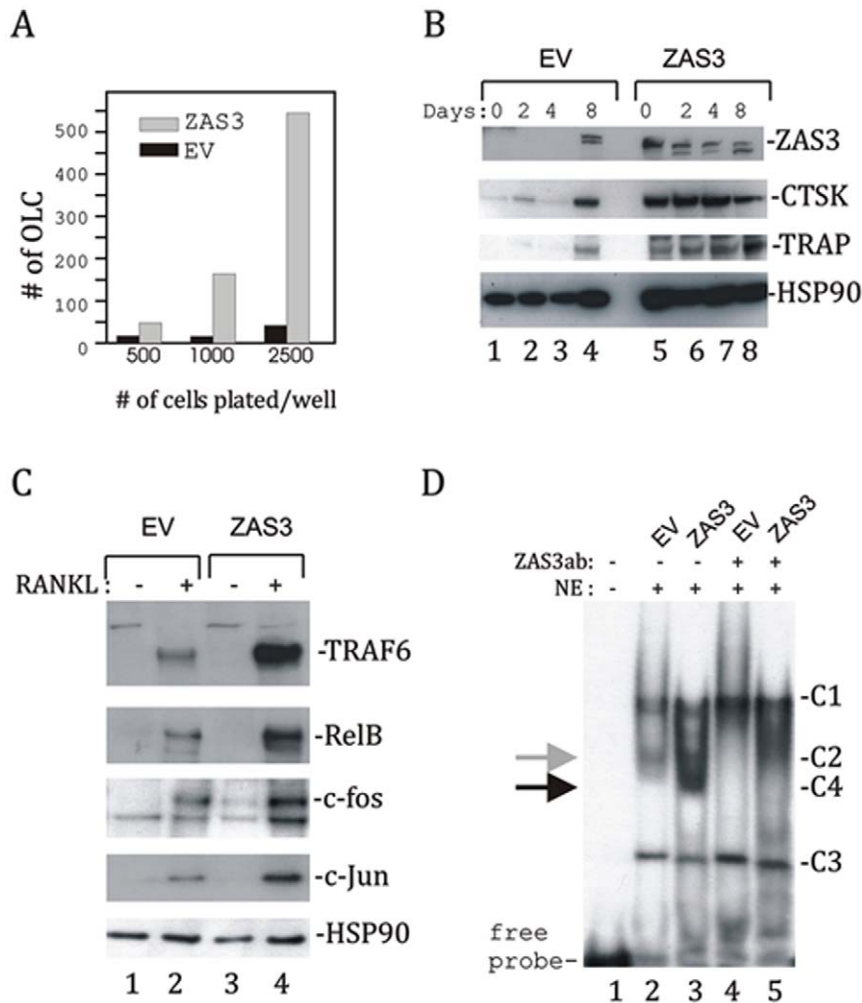 A
ZAS3
EV
500
400
300
200
100
0
# of OLC
500 1000 2500
# of cells plated/well
B
EV ZAS3
Days: 0 2 4 8 0 2 4 8
-ZAS3
-CTSK
-TRAP
-HSP90
1 2 3 4 5 6 7 8
C
EV ZAS3
RANKL : - + - +
-TRAF6
-RelB
-c-fos
-c-Jun
-HSP90
1 2 3 4
D
EV ZAS3 EV ZAS3
ZAS3ab: - - - + +
NE: - + + + +
-C1
-C2
-C4
-C3
free
probe-
1 2 3 4 5